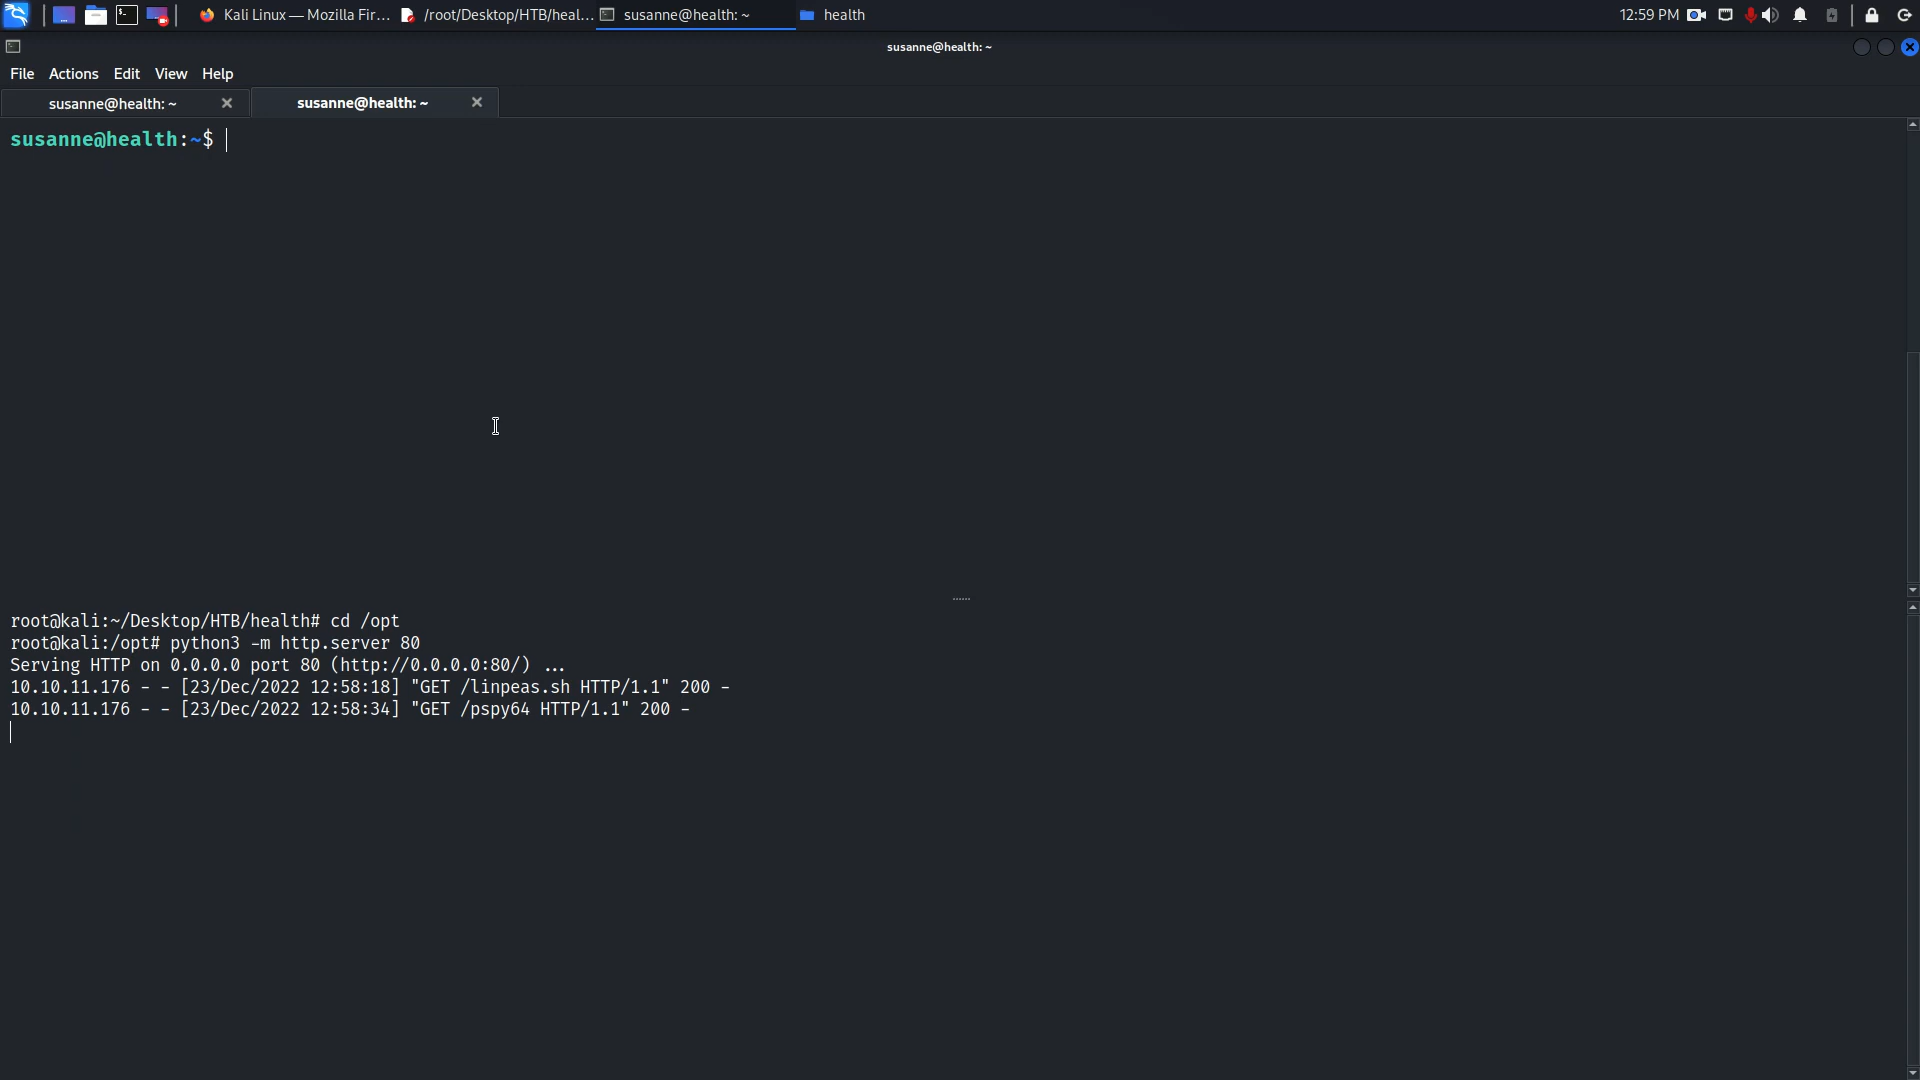 Kali Linux — Mozilla Fir...
/root/Desktop/HTB/heal...
susanne@health: ~
health
12:59 PM
susanne@health: ~
File Actions Edit View Help
susanne@health: ~
susanne@health: ~
susanne@health:~$
root@kali:~/Desktop/HTB/health# cd /opt
root@kali:/opt# python3 -m http.server 80
Serving HTTP on 0.0.0.0 port 80 (http://0.0.0.0:80/) ...
10.10.11.176 - - [23/Dec/2022 12:58:18] "GET /linpeas.sh HTTP/1.1" 200 -
10.10.11.176 - - [23/Dec/2022 12:58:34] "GET /pspy64 HTTP/1.1" 200 -